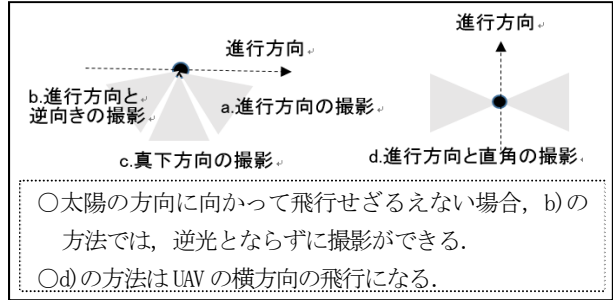 進行方向
進行方向
b.進行方向と
逆向きの撮影
a.進行方向の撮影
c.真下方向の撮影
d.進行方向と直角の撮影
○太陽の方向に向かって飛行せざるえない場合，b)の
方法では，逆光とならずに撮影ができる．
○d)の方法はUAVの横方向の飛行になる．